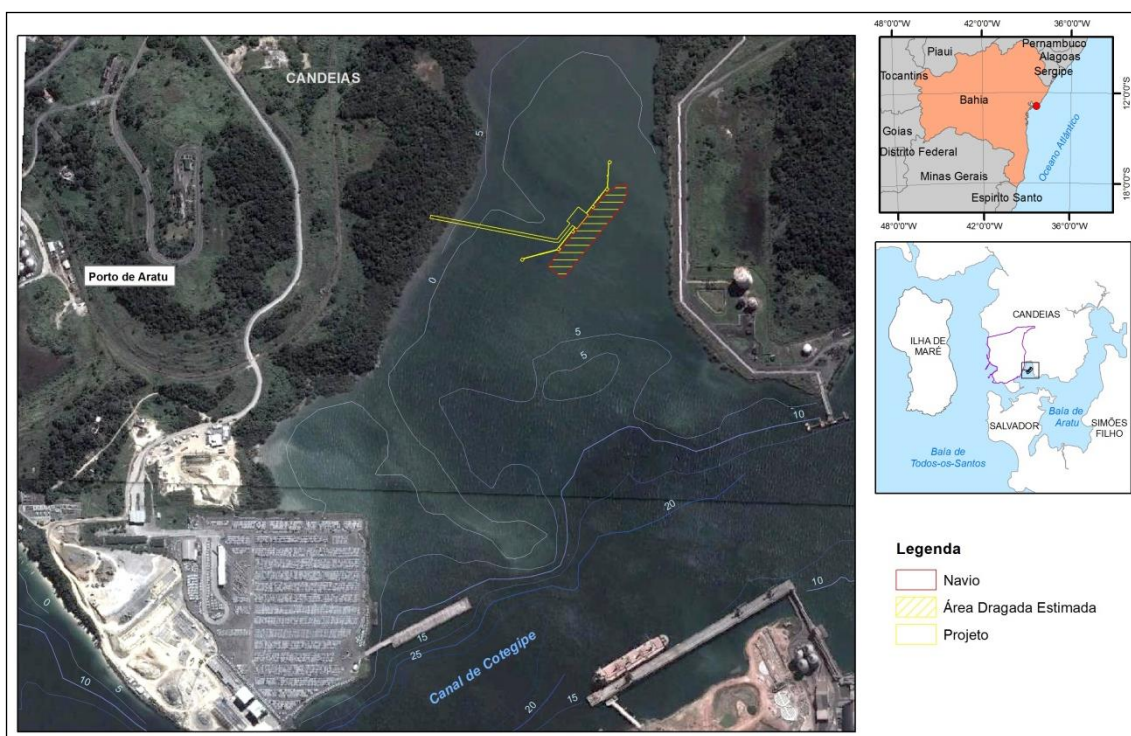 CANDEIAS
5
0
Porto de Aratu
5
5
10
20
10
15
25
0
5
10
Canal de Cotegipe
20
15
48°0'0"W
42°0'0"W
36°0'0"W
Piaui
Pernambuco
Alagoas
Sergipe
Tocantins
Bahia
12°0'0"S
Goias
Distrito Federal
Minas Gerais
Oceano Atlântico
18°0'0"S
Espirito Santo
48°0'0"W
42°0'0"W
36°0'0"W
CANDEIAS
ILHA DE
MARÉ
SALVADOR
Baía de
Aratu
SIMÕES
FILHO
Baía de
Todos-os-Santos
Legenda
Navio
Área Dragada Estimada
Projeto